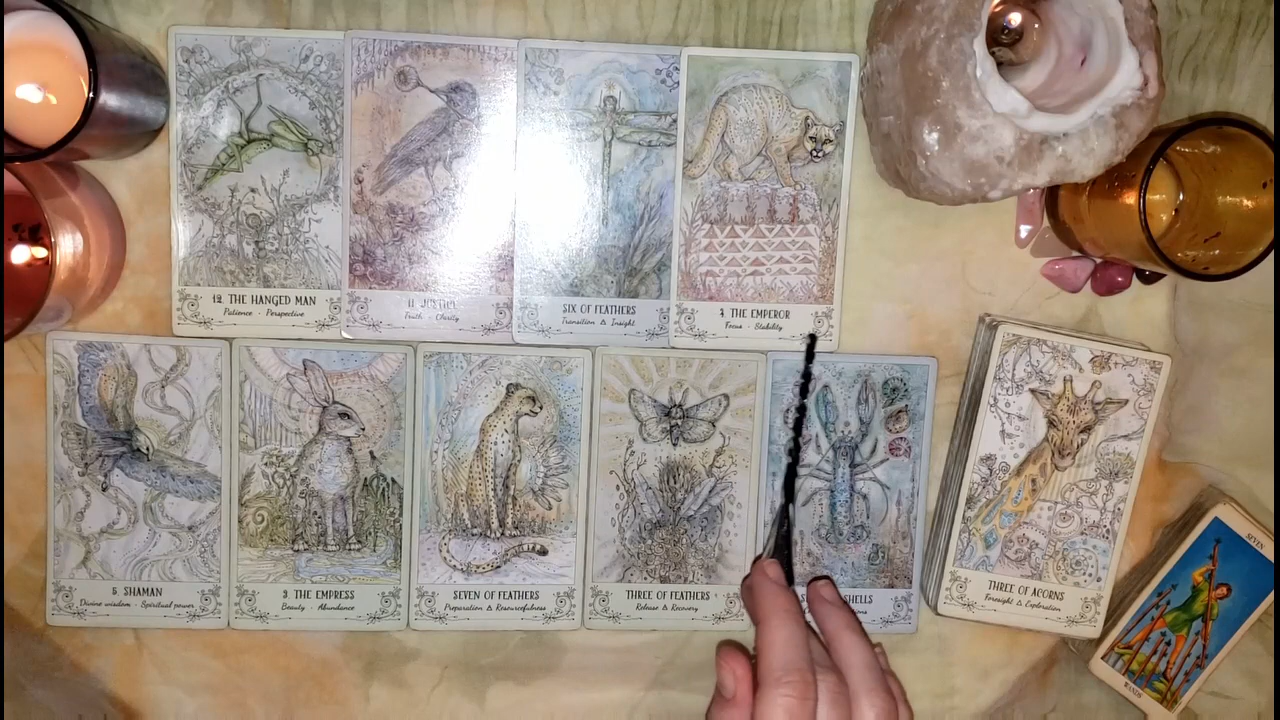 12. THE HANGED MAN
Patience · Perspective
11. JUSTICE
Truth · Clarity
SIX OF FEATHERS
Transition Δ Insight
4. THE EMPEROR
Focus · Stability
5. SHAMAN
Divine wisdom · Spiritual power
3. THE EMPRESS
Beauty · Abundance
SEVEN OF FEATHERS
Preparation Δ Resourcefulness
THREE OF FEATHERS
Release Δ Recovery
SHELLS
THREE OF ACORNS
Foresight Δ Exploration
SEVEN
WANDS